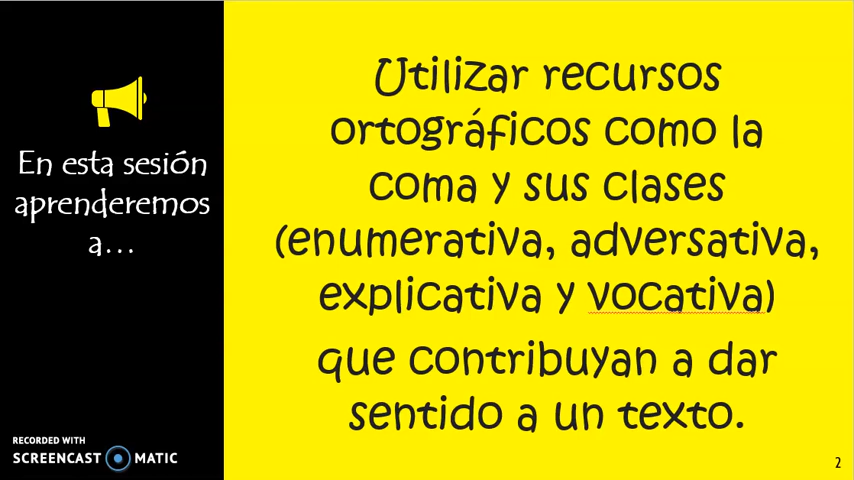 En esta sesión
aprenderemos
a...
Utilizar recursos
ortográficos como la
coma y sus clases
(enumerativa, adversativa,
explicativa y vocativa)
que contribuyan a dar
sentido a un texto.
RECORDED WITH
SCREENCAST MATIC
2